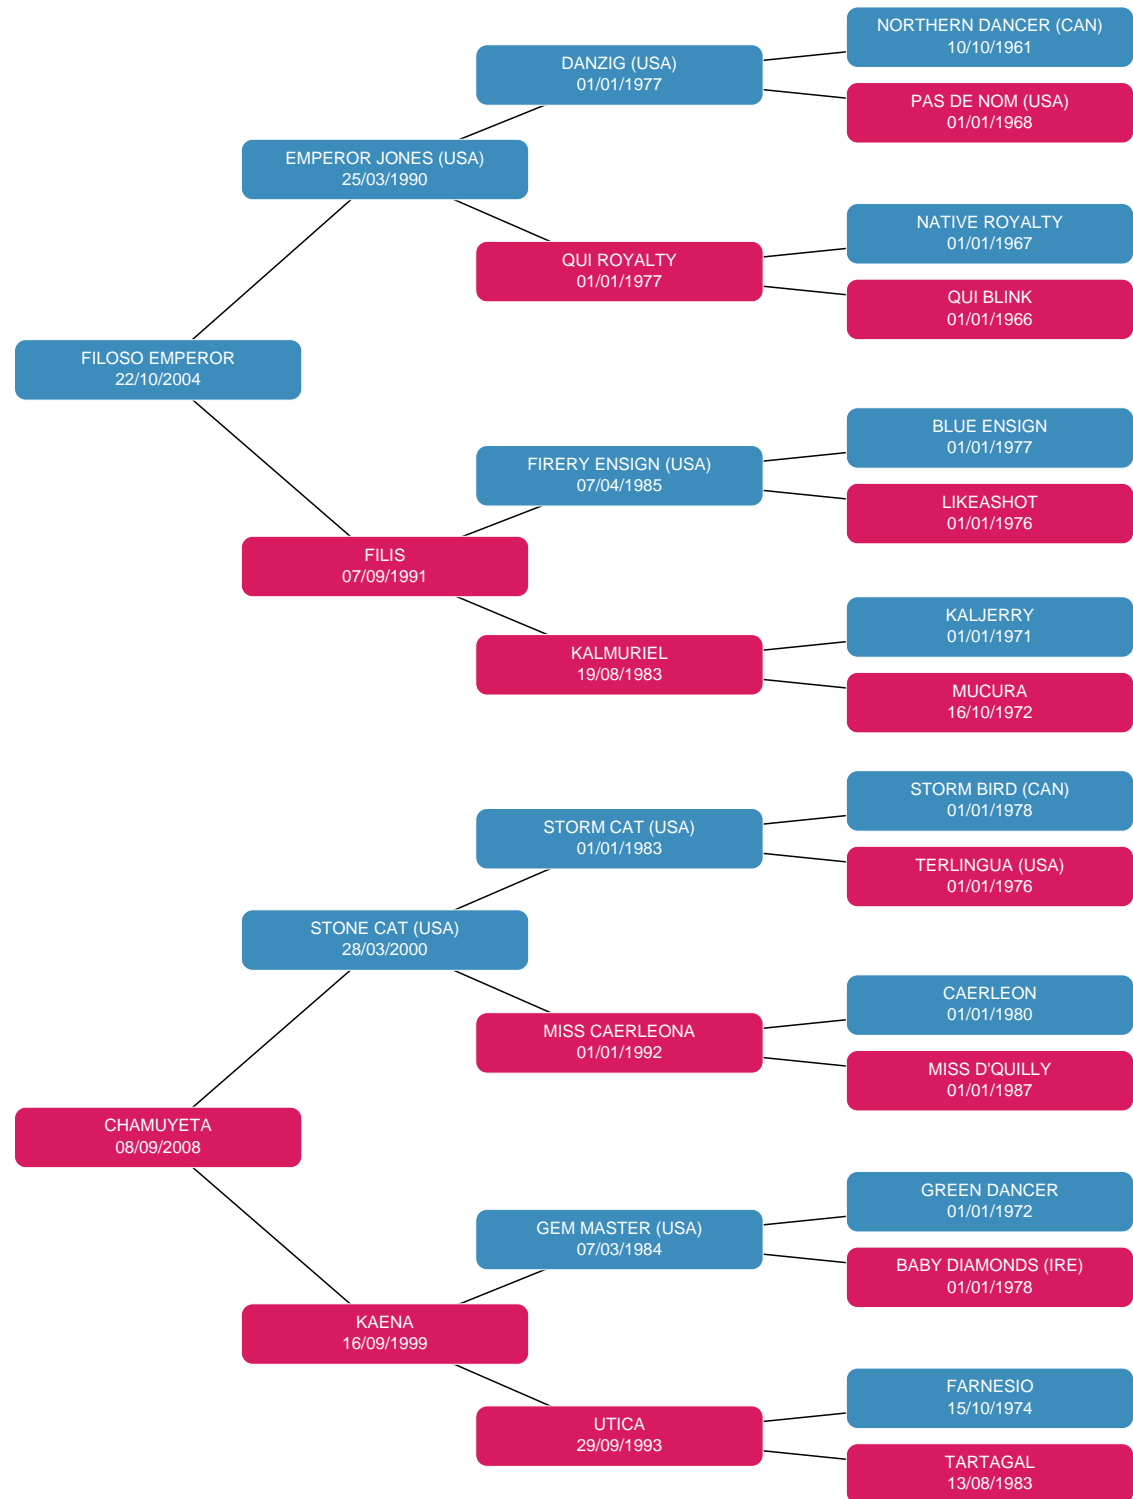 NORTHERN DANCER (CAN)
10/10/1961
DANZIG (USA)
01/01/1977
PAS DE NOM (USA)
01/01/1968
EMPEROR JONES (USA)
25/03/1990
NATIVE ROYALTY
01/01/1967
QUI ROYALTY
01/01/1977
QUI BLINK
01/01/1966
FILOSO EMPEROR
22/10/2004
BLUE ENSIGN
01/01/1977
FIRERY ENSIGN (USA)
07/04/1985
LIKEASHOT
01/01/1976
FILIS
07/09/1991
KALJERRY
01/01/1971
KALMURIEL
19/08/1983
MUCURA
16/10/1972
STORM BIRD (CAN)
01/01/1978
STORM CAT (USA)
01/01/1983
TERLINGUA (USA)
01/01/1976
STONE CAT (USA)
28/03/2000
CAERLEON
01/01/1980
MISS CAERLEONA
01/01/1992
MISS D'QUILLY
01/01/1987
CHAMUYETA
08/09/2008
GREEN DANCER
01/01/1972
GEM MASTER (USA)
07/03/1984
BABY DIAMONDS (IRE)
01/01/1978
KAENA
16/09/1999
FARNESIO
15/10/1974
UTICA
29/09/1993
TARTAGAL
13/08/1983